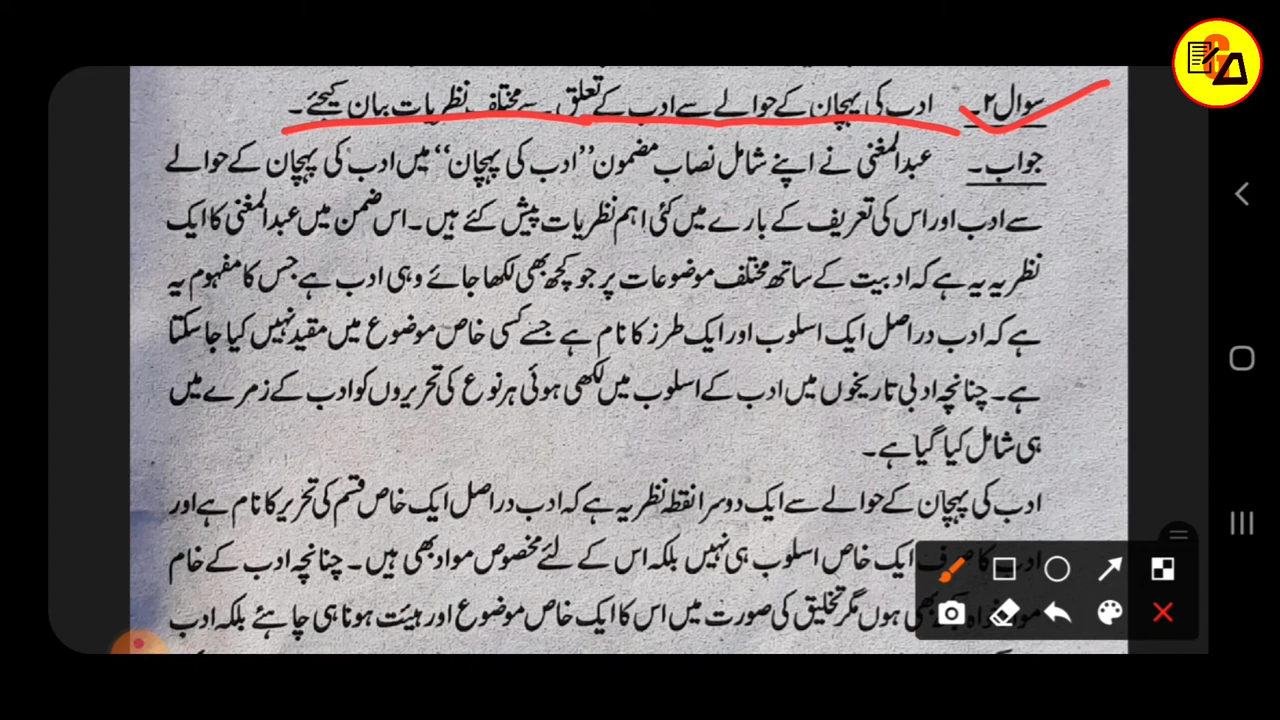 سوال ۲۔ ادب کی پہچان کے حوالے سے ادب کے تعلق سے مختلف نظریات بیان کیجئے۔
جواب۔ عبدالمغنی نے اپنے شامل نصاب مضمون ”ادب کی پہچان“ میں ادب کی پہچان کے حوالے
سے ادب اور اس کی تعریف کے بارے میں کئی اہم نظریات پیش کئے ہیں۔ اس ضمن میں عبدالمغنی کا ایک
نظریہ یہ ہے کہ ادبیت کے ساتھ مختلف موضوعات پر جو کچھ بھی لکھا جائے وہی ادب ہے جس کا مفہوم یہ
ہے کہ ادب دراصل ایک اسلوب اور ایک طرز کا نام ہے جسے کسی خاص موضوع میں مقید نہیں کیا جا سکتا
ہے۔ چنانچہ ادبی تاریخوں میں ادب کے اسلوب میں لکھی ہوئی ہر نوع کی تحریروں کو ادب کے زمرے میں
ہی شامل کیا گیا ہے۔
ادب کی پہچان کے حوالے سے ایک دوسرا نقطہ نظر یہ ہے کہ ادب دراصل ایک خاص قسم کی تحریر کا نام ہے اور
ایک خاص اسلوب ہی نہیں بلکہ اس کے لئے مخصوص مواد بھی ہیں۔ چنانچہ ادب کے خام
بھی ہوں مگر تخلیق کی صورت میں اس کا ایک خاص موضوع اور ہیئت ہونا ہی چاہئے بلکہ ادب